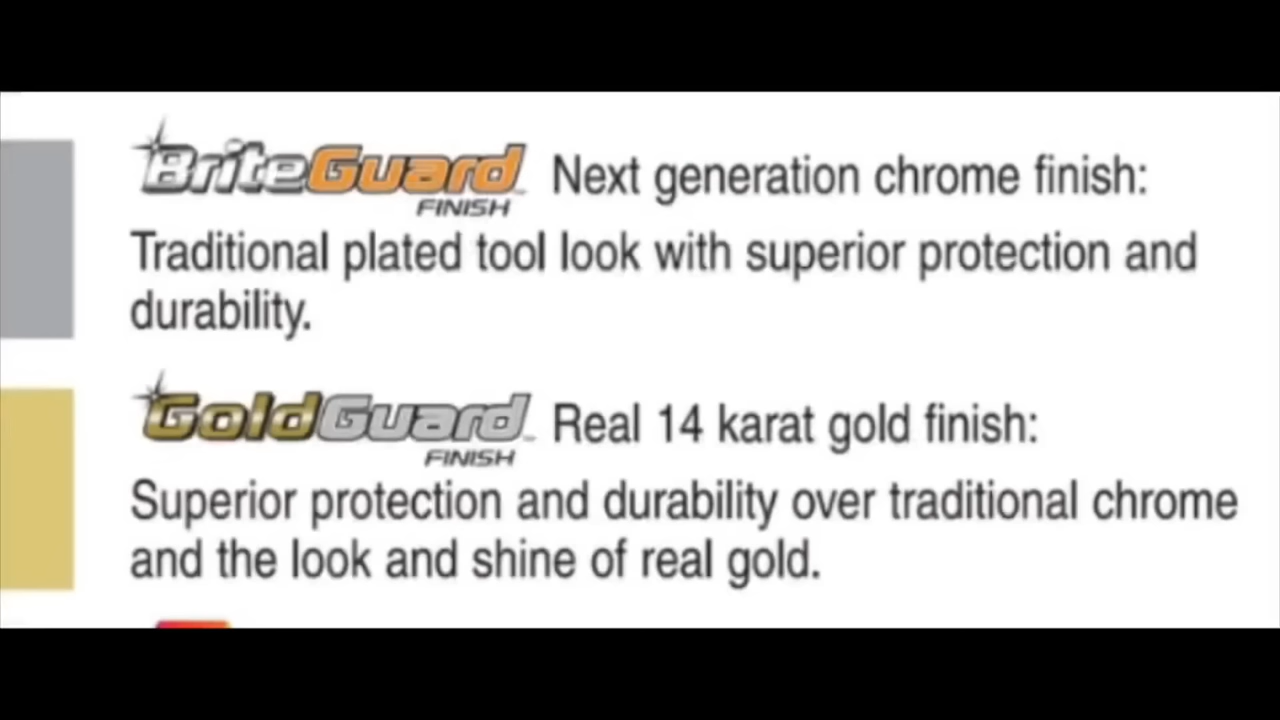 BriteGuard FINISH Next generation chrome finish:
Traditional plated tool look with superior protection and
durability.
GoldGuard FINISH Real 14 karat gold finish:
Superior protection and durability over traditional chrome
and the look and shine of real gold.